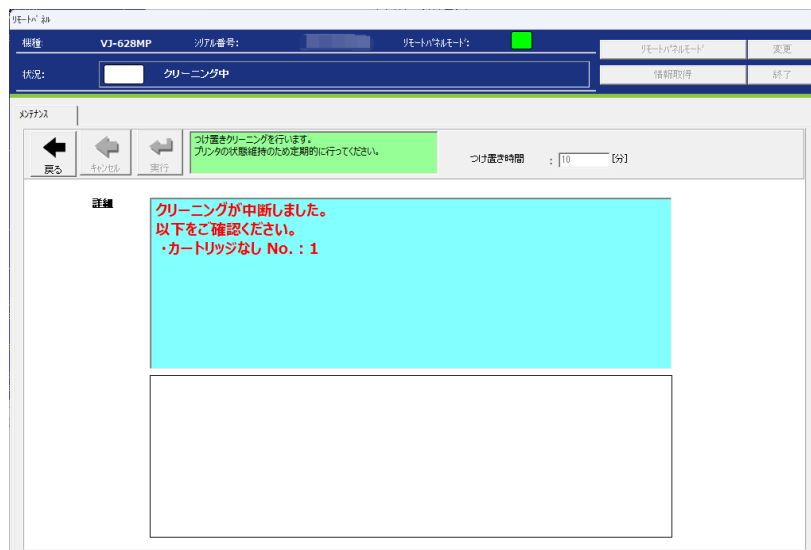 ﾘﾓｰﾄﾊﾟﾈﾙ
機種: VJ-628MP ｼﾘｱﾙ番号: ﾘﾓｰﾄﾊﾟﾈﾙﾓｰﾄﾞ:
ﾘﾓｰﾄﾊﾟﾈﾙﾓｰﾄﾞ 変更
状況: クリーニング中
情報取得 終了
ﾒﾝﾃﾅﾝｽ
戻る キャンセル 実行
つけ置きクリーニングを行います。
プリンタの状態維持のため定期的に行ってください。
つけ置き時間 : 10 [分]
詳細
クリーニングが中断しました。
以下をご確認ください。
・カートリッジなし No. : 1